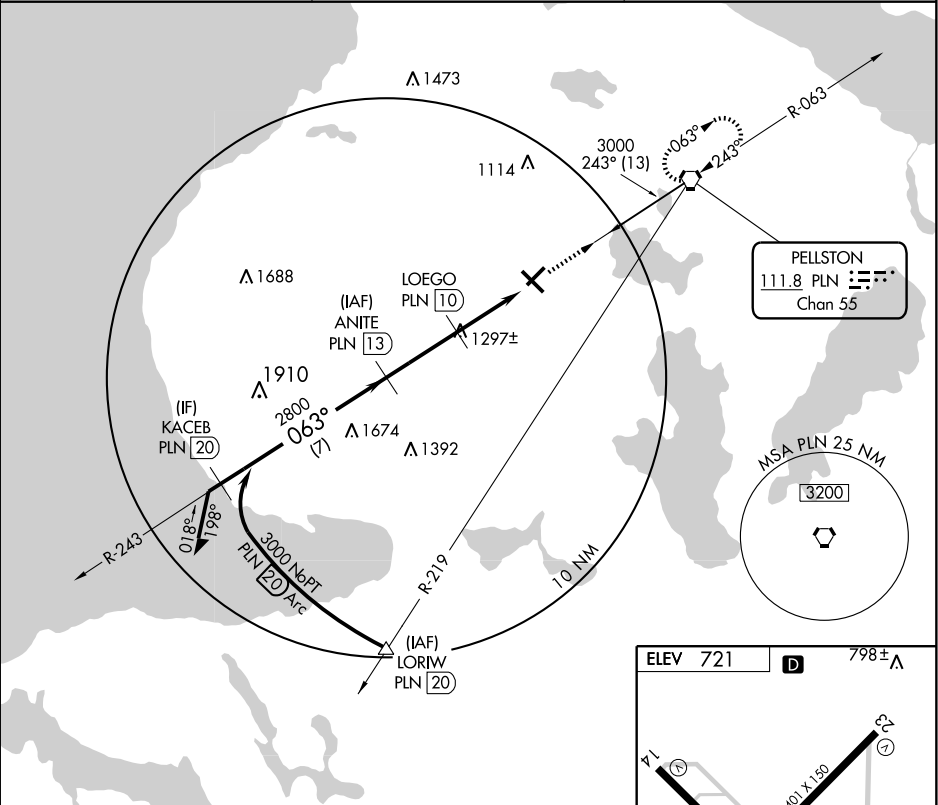 1473
R-063
063°
243°
3000
243° (13)
1114
PELLSTON
111.8 PLN
Chan 55
1688
LOEGO
PLN 10
(IAF)
ANITE
PLN 13
1297±
1910
(IF)
KACEB
PLN 20
2800
063°
(7)
1674
1392
MSA PLN 25 NM
3200
018°
198°
R-243
3000 NoPT
PLN 20 Arc
R-219
10 NM
(IAF)
LORIW
PLN 20
ELEV 721
D
798±
23
V
14
V
401 X 150